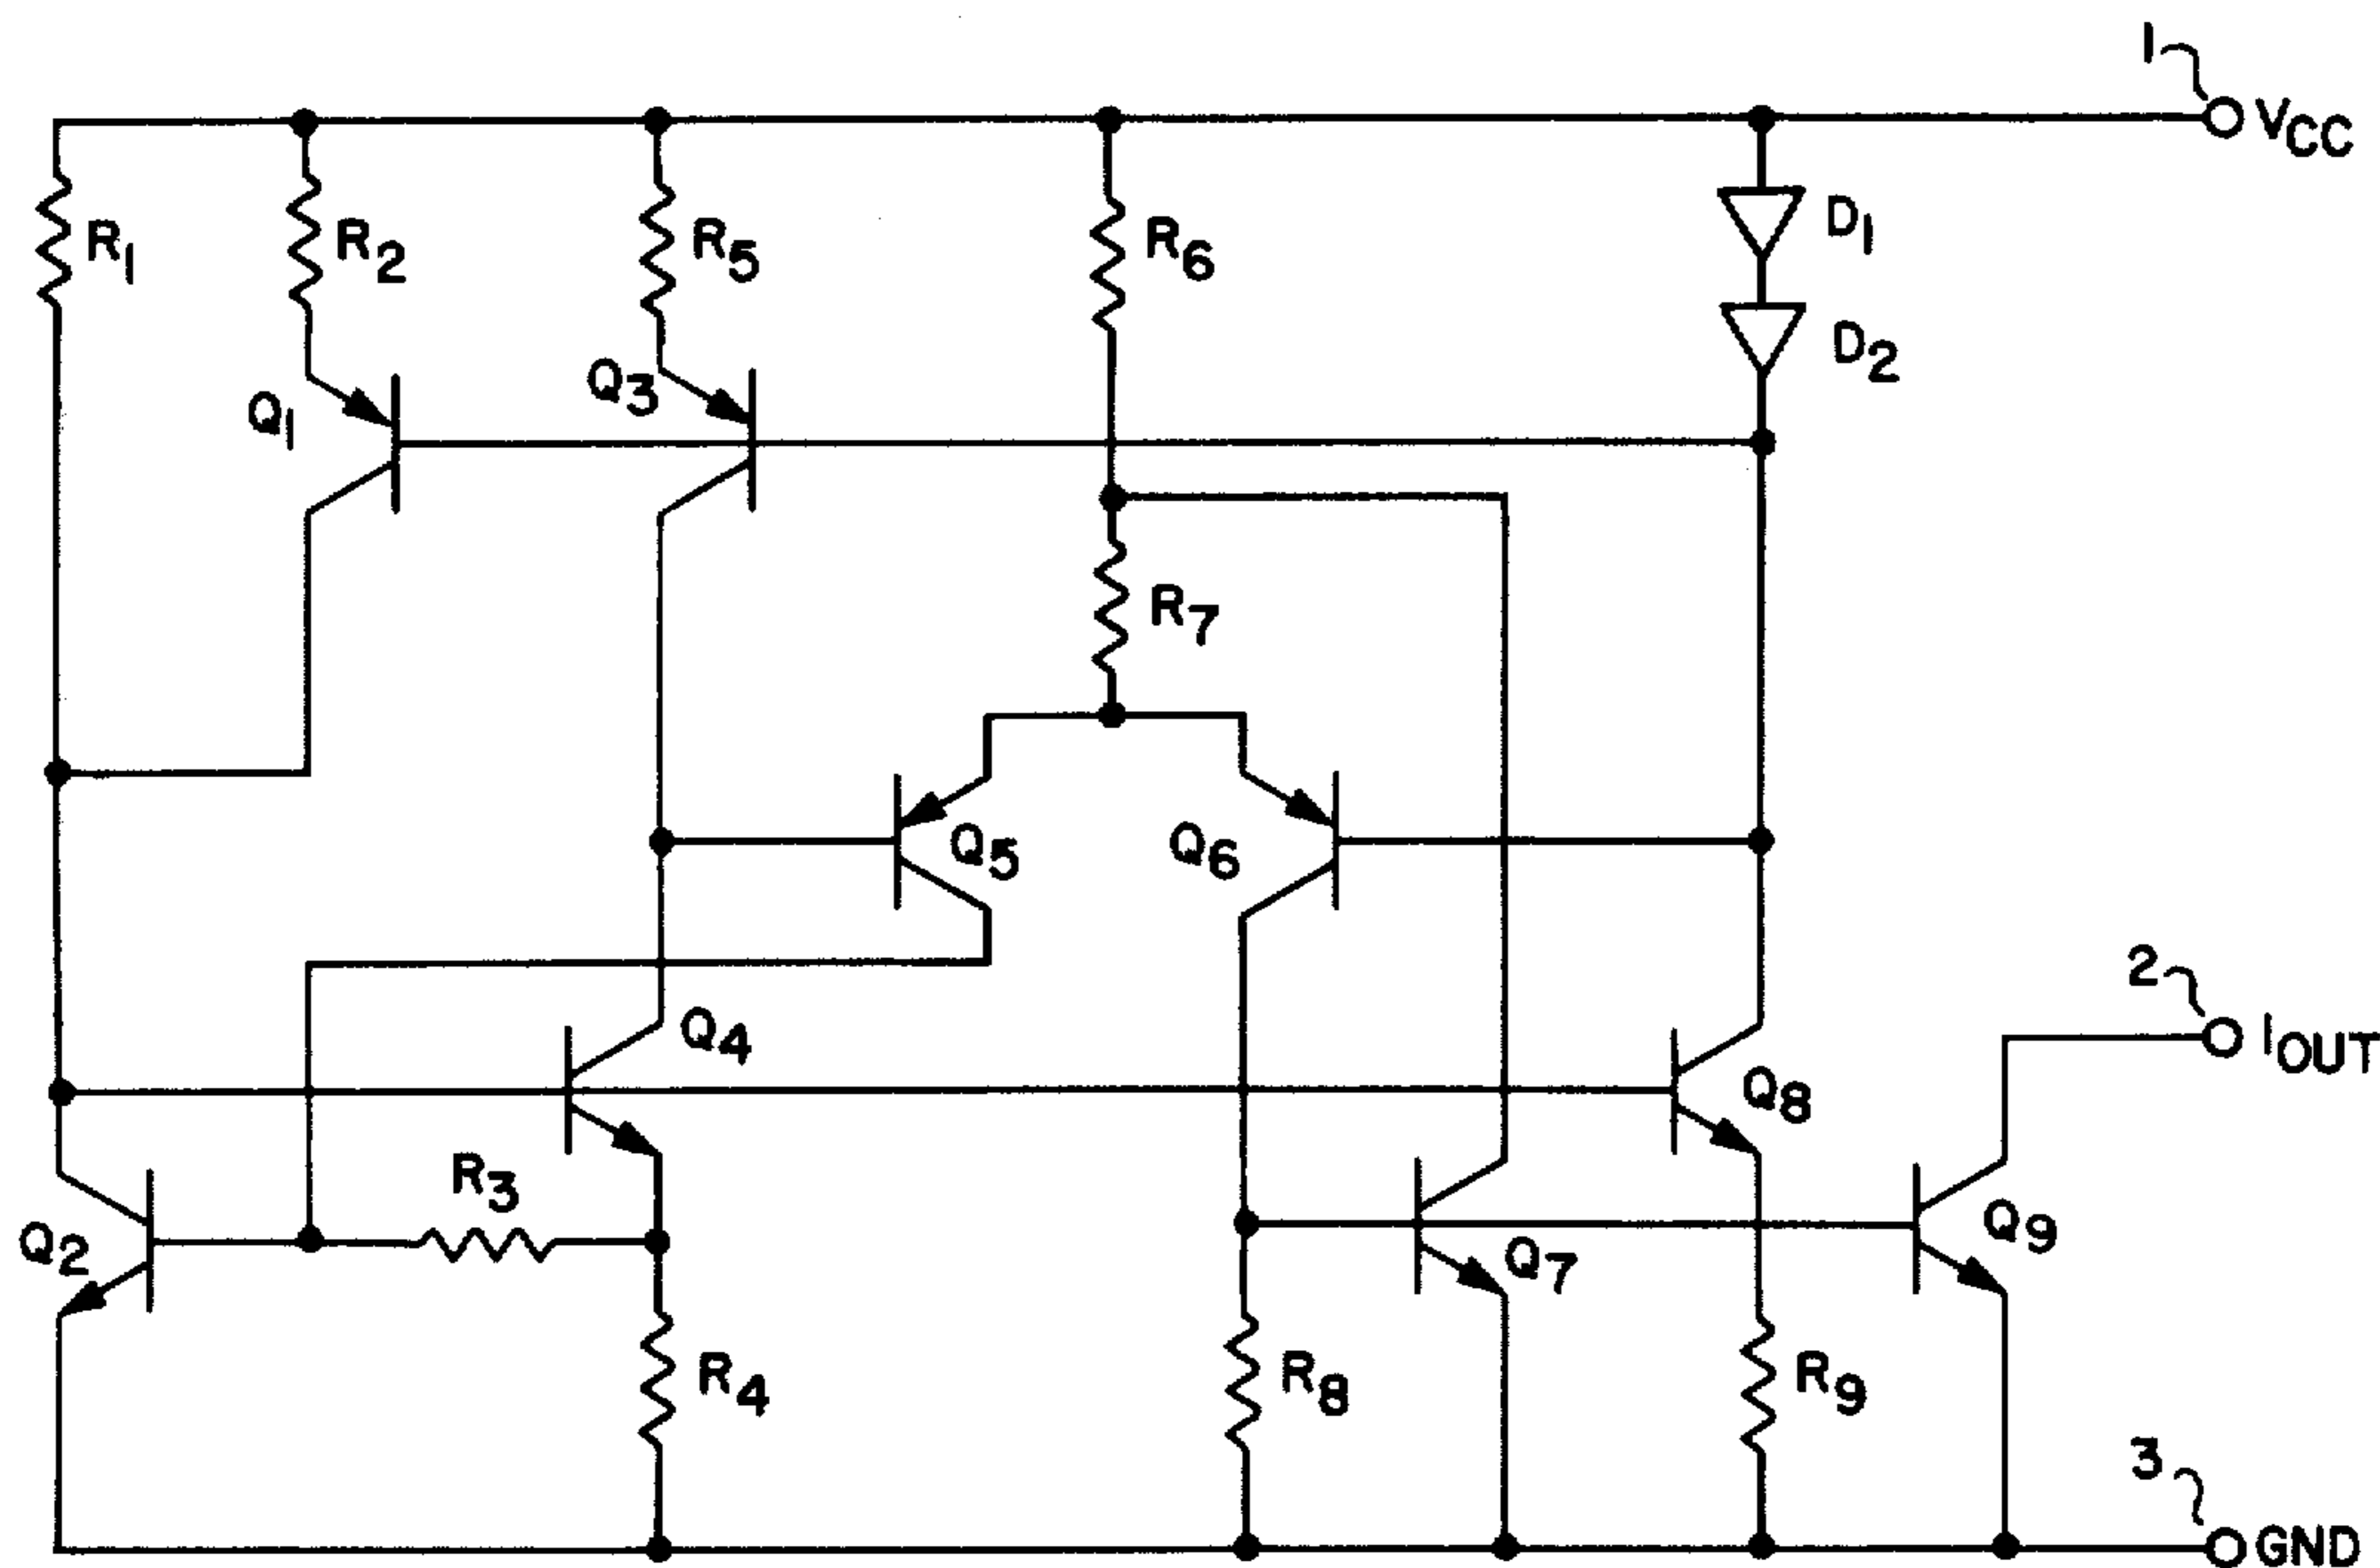 1
VCC
R1
R2
R5
R6
D1
D2
Q1
Q3
R7
Q5
Q6
2
IOUT
Q4
Q8
R3
Q2
Q7
Q9
R4
R8
R9
3
GND